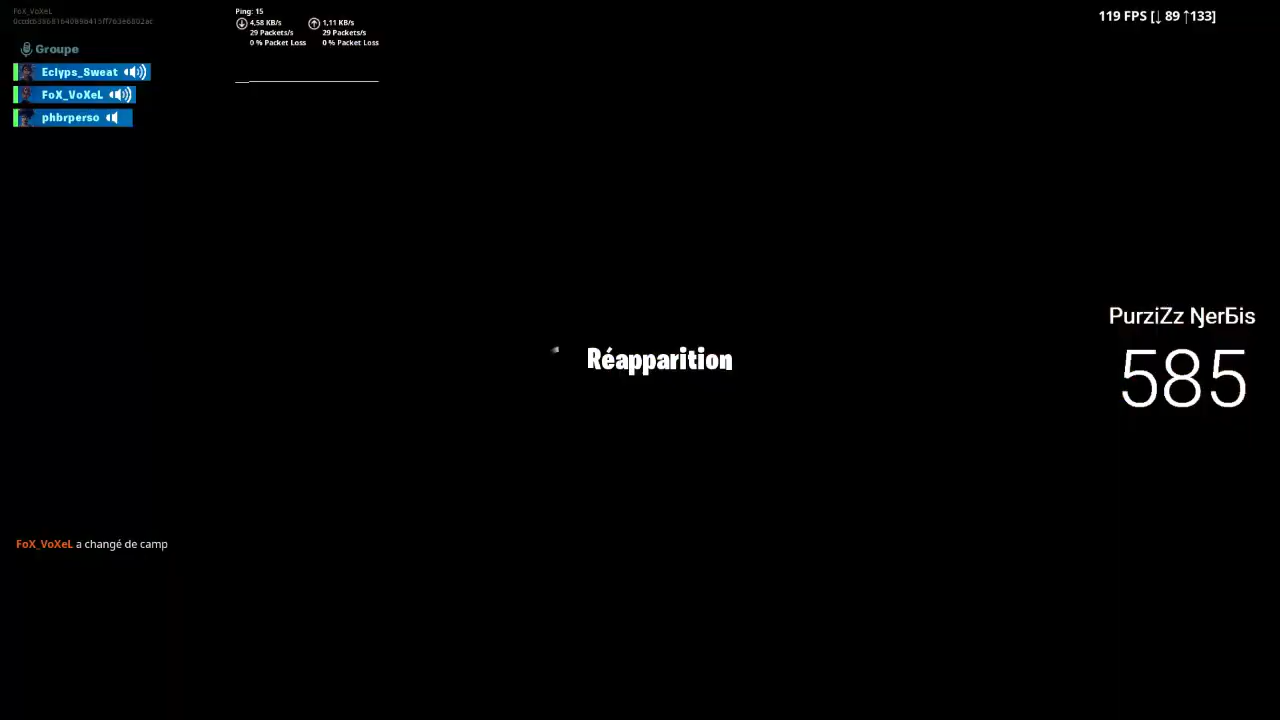 FoX_VoXeL
Groupe
Eclyps_Sweat
FoX_VoXeL
phbrperso
Ping: 15
4,58 KB/s 1,11 KB/s
29 Packets/s 29 Packets/s
0 % Packet Loss 0 % Packet Loss
119 FPS [↓ 89 ↑133]
Réapparition
PurziZz ŊerƂis
585
FoX_VoXeL a changé de camp